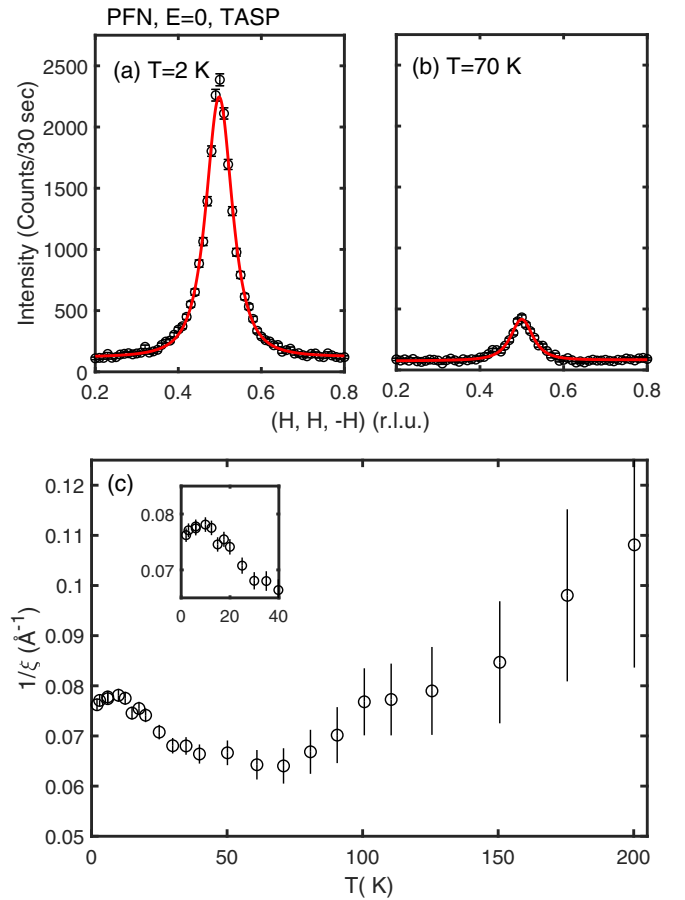 PFN, E=0, TASP
(a) T=2 K
(b) T=70 K
Intensity (Counts/30 sec)
2500
2000
1500
1000
500
0
0.2 0.4 0.6 0.8
0.2 0.4 0.6 0.8
(H, H, -H) (r.l.u.)
(c)
1/ξ (Å-1)
0.12
0.11
0.1
0.09
0.08
0.07
0.06
0.05
0.08
0.07
0 20 40
0 50 100 150 200
T( K)